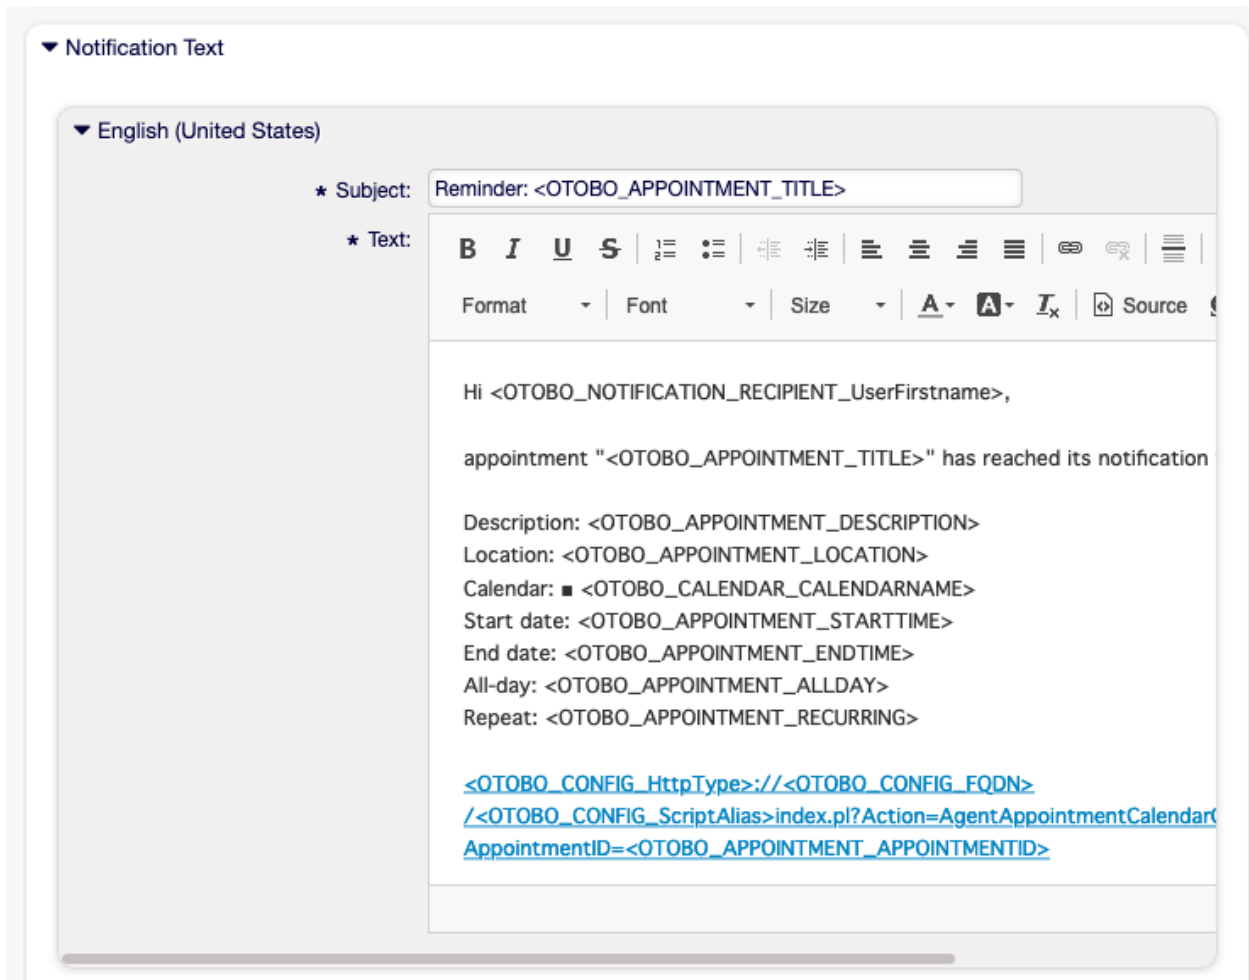 Notification Text
English (United States)
* Subject: Reminder: <OTOBO_APPOINTMENT_TITLE>
* Text:
B I U S
Format Font Size A A Tx Source
Hi <OTOBO_NOTIFICATION_RECIPIENT_UserFirstname>,
appointment "<OTOBO_APPOINTMENT_TITLE>" has reached its notification
Description: <OTOBO_APPOINTMENT_DESCRIPTION>
Location: <OTOBO_APPOINTMENT_LOCATION>
Calendar: ■ <OTOBO_CALENDAR_CALENDARNAME>
Start date: <OTOBO_APPOINTMENT_STARTTIME>
End date: <OTOBO_APPOINTMENT_ENDTIME>
All-day: <OTOBO_APPOINTMENT_ALLDAY>
Repeat: <OTOBO_APPOINTMENT_RECURRING>
<OTOBO_CONFIG_HttpType>://<OTOBO_CONFIG_FQDN>
/<OTOBO_CONFIG_ScriptAlias>index.pl?Action=AgentAppointmentCalendar
AppointmentID=<OTOBO_APPOINTMENT_APPOINTMENTID>